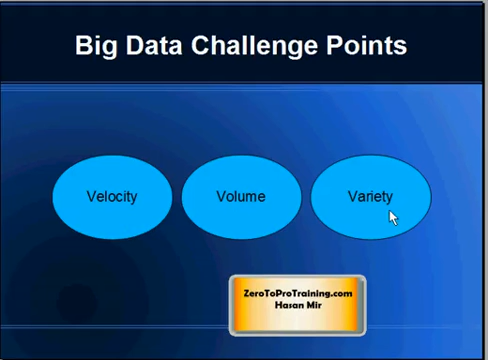 Big Data Challenge Points
Velocity
Volume
Variety
ZeroToProTraining.com
Hasan Mir